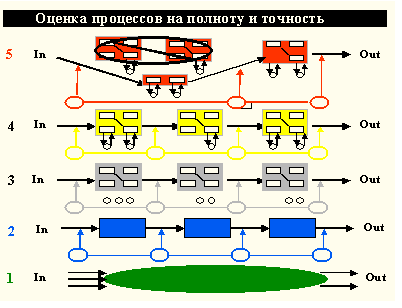 Оценка процессов на полноту и точность
5 In Out
4 In Out
3 In Out
2 In Out
1 In Out